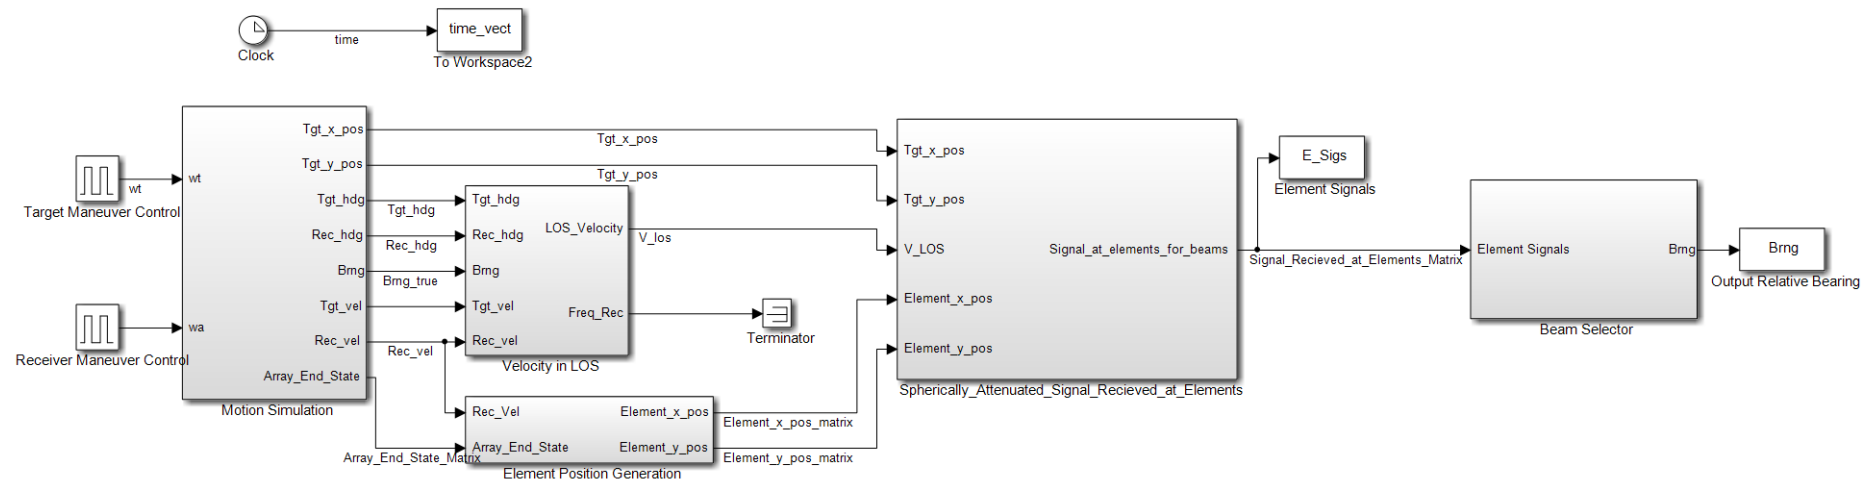 time_vect
time
Clock
To Workspace2
Target Maneuver Control
wt
Receiver Maneuver Control
wt
wa
Tgt_x_pos
Tgt_y_pos
Tgt_hdg
Rec_hdg
Brng
Tgt_vel
Rec_vel
Array_End_State
Motion Simulation
Tgt_x_pos
Tgt_y_pos
Tgt_hdg
Rec_hdg
Brng_true
Rec_vel
Array_End_State_Matrix
Tgt_hdg
Rec_hdg
Brng
Tgt_vel
Rec_vel
LOS_Velocity
Freq_Rec
Velocity in LOS
V_los
Terminator
Rec_Vel
Array_End_State
Element_x_pos
Element_y_pos
Element Position Generation
Element_x_pos_matrix
Element_y_pos_matrix
Tgt_x_pos
Tgt_y_pos
V_LOS
Element_x_pos
Element_y_pos
Signal_at_elements_for_beams
Spherically_Attenuated_Signal_Recieved_at_Elements
E_Sigs
Element Signals
Signal_Recieved_at_Elements_Matrix
Element Signals
Brng
Beam Selector
Brng
Output Relative Bearing